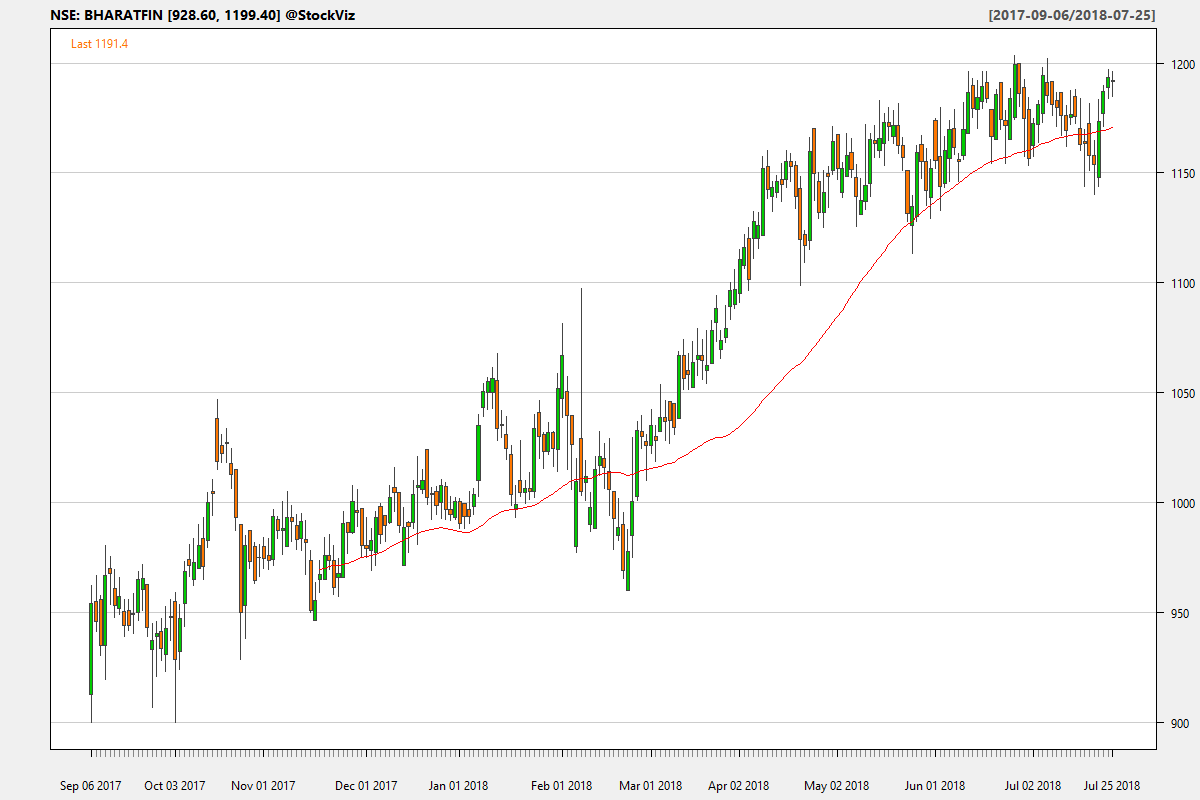 NSE: BHARATFIN [928.60, 1199.40] @StockViz
[2017-09-06/2018-07-25]
Last 1191.4
1200
1150
1100
1050
1000
950
900
Sep 06 2017
Oct 03 2017
Nov 01 2017
Dec 01 2017
Jan 01 2018
Feb 01 2018
Mar 01 2018
Apr 02 2018
May 02 2018
Jun 01 2018
Jul 02 2018
Jul 25 2018